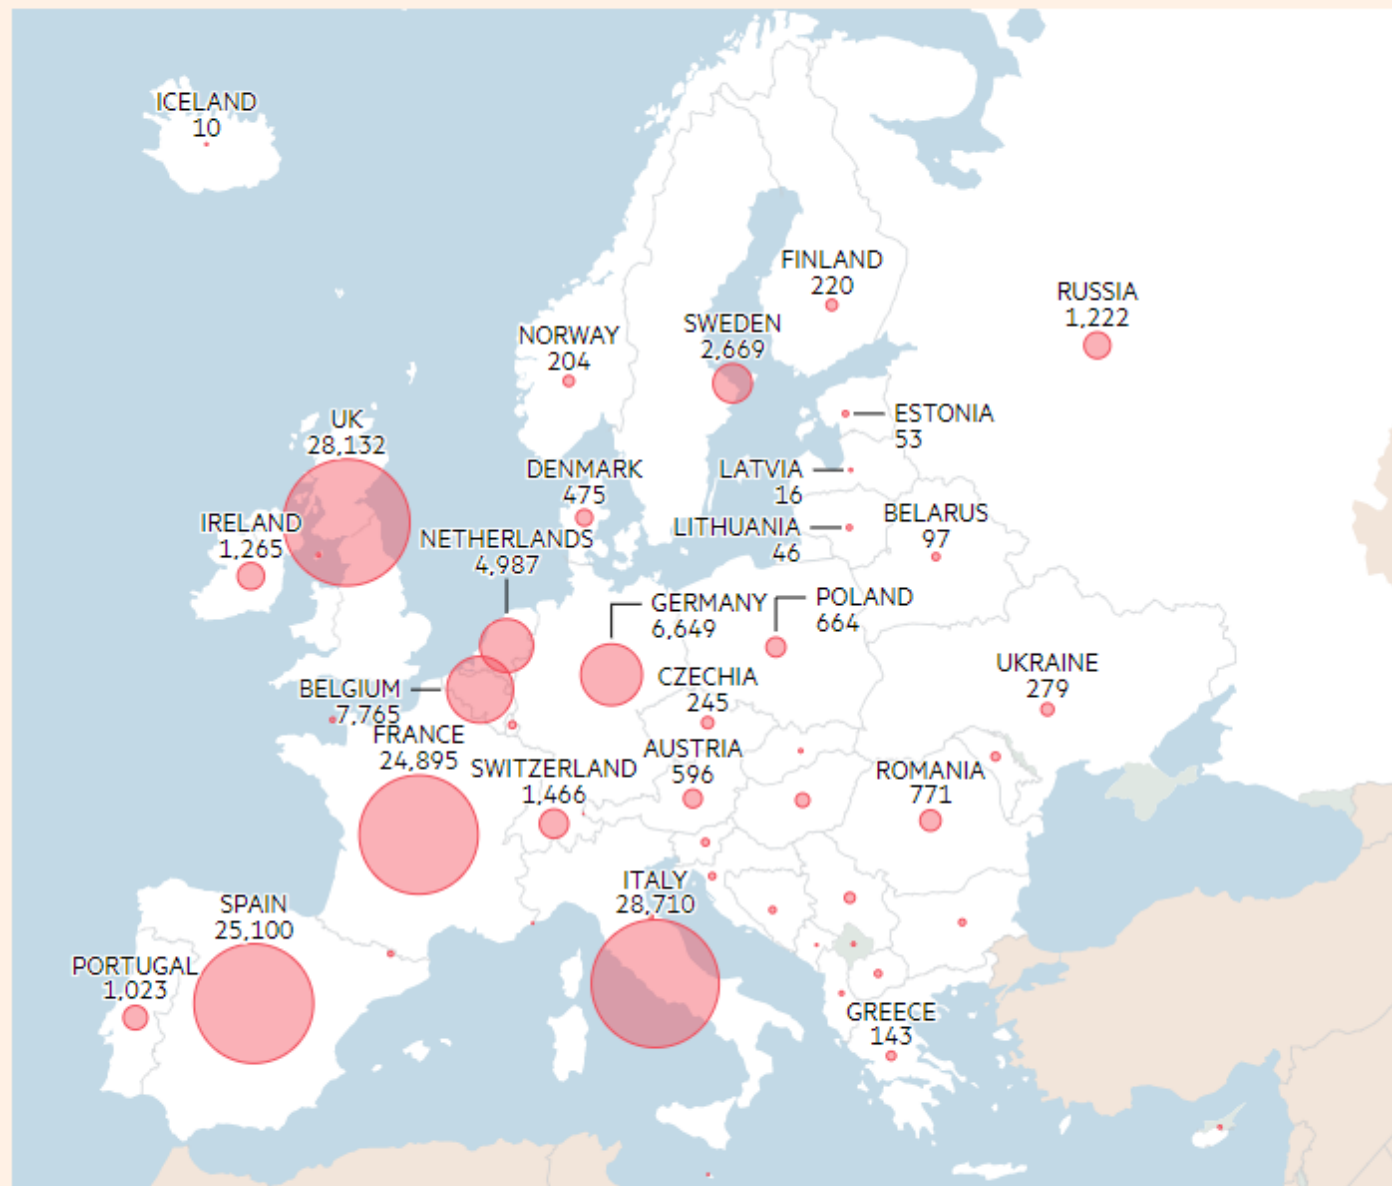 ICELAND
10
FINLAND
220
RUSSIA
1,222
NORWAY
204
SWEDEN
2,669
ESTONIA
53
UK
28,132
DENMARK
475
LATVIA
16
IRELAND
1,265
NETHERLANDS
4,987
LITHUANIA
46
BELARUS
97
GERMANY
6,649
POLAND
664
BELGIUM
7,765
CZECHIA
245
UKRAINE
279
FRANCE
24,895
SWITZERLAND
1,466
AUSTRIA
596
ROMANIA
771
SPAIN
25,100
ITALY
28,710
PORTUGAL
1,023
GREECE
143